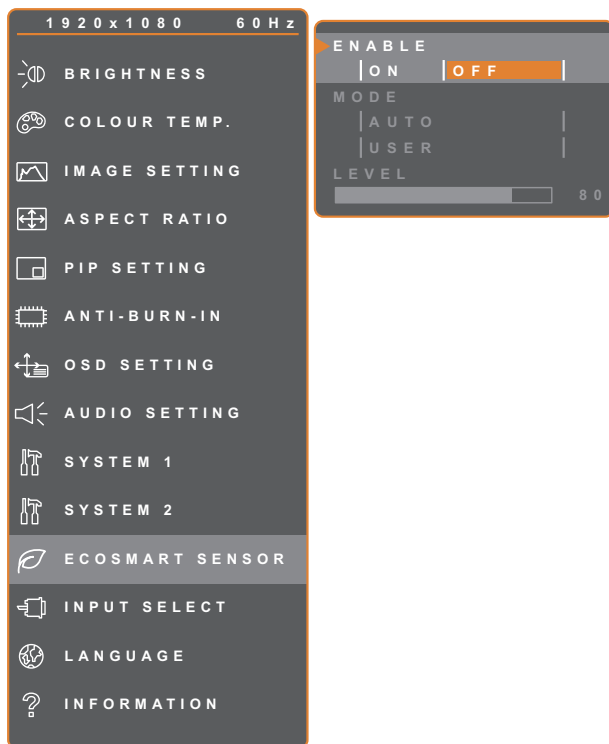 1920x1080 60Hz
BRIGHTNESS
COLOUR TEMP.
IMAGE SETTING
ASPECT RATIO
PIP SETTING
ANTI-BURN-IN
OSD SETTING
AUDIO SETTING
SYSTEM 1
SYSTEM 2
ECOSMART SENSOR
INPUT SELECT
LANGUAGE
INFORMATION
ENABLE
ON OFF
MODE
AUTO
USER
LEVEL
80